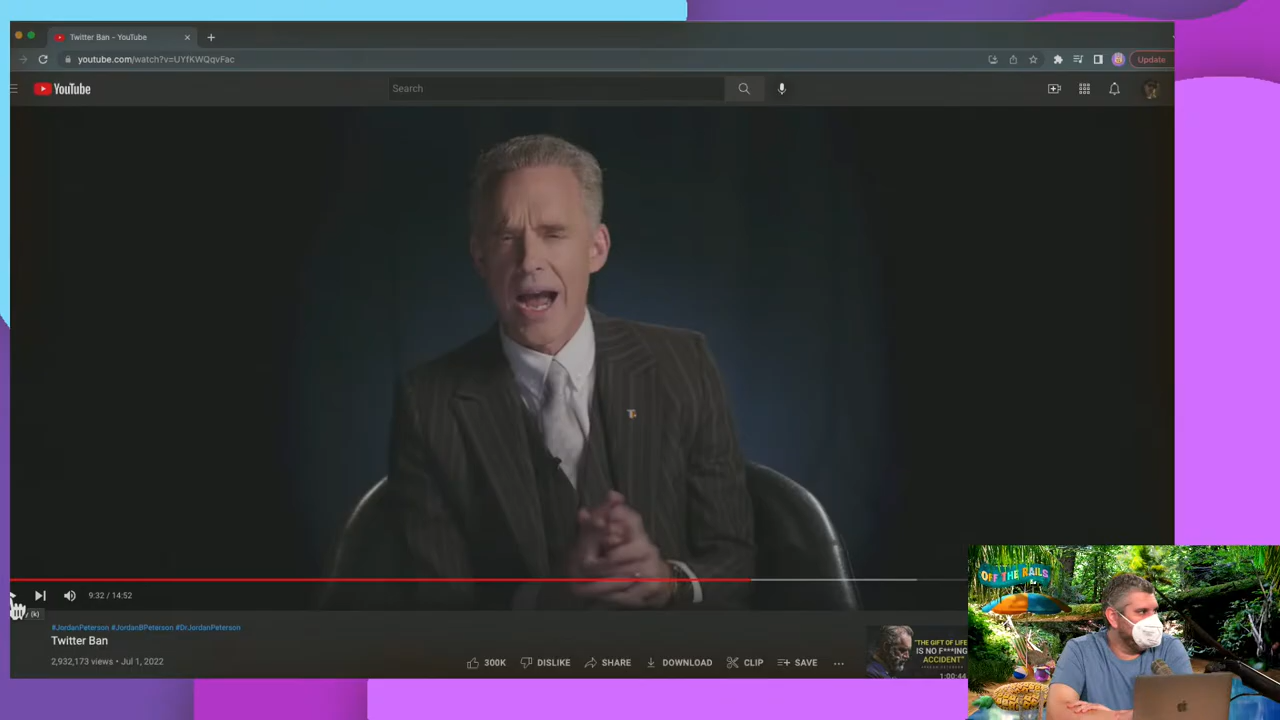 Twitter Ban - YouTube
youtube.com/watch?v=UYfKWQqvFac
Update
YouTube
Search
9:32 / 14:52
(k)
#JordanPeterson #JordanBPeterson #DrJordanPeterson
Twitter Ban
2,932,173 views • Jul 1, 2022
300K DISLIKE SHARE DOWNLOAD CLIP SAVE
"THE GIFT OF LIFE
IS NO F***ING
ACCIDENT"
1:00:44
OFF THE RAILS